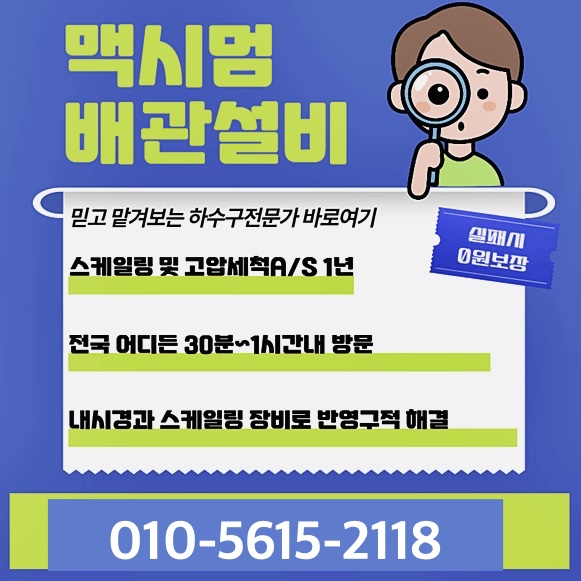 맥시멈
배관설비
믿고 맡겨보는 하수구전문가 바로여기
실패시
0원보장
스케일링 및 고압세척A/S 1년
전국 어디든 30분~1시간내 방문
내시경과 스케일링 장비로 반영구적 해결
010-5615-2118